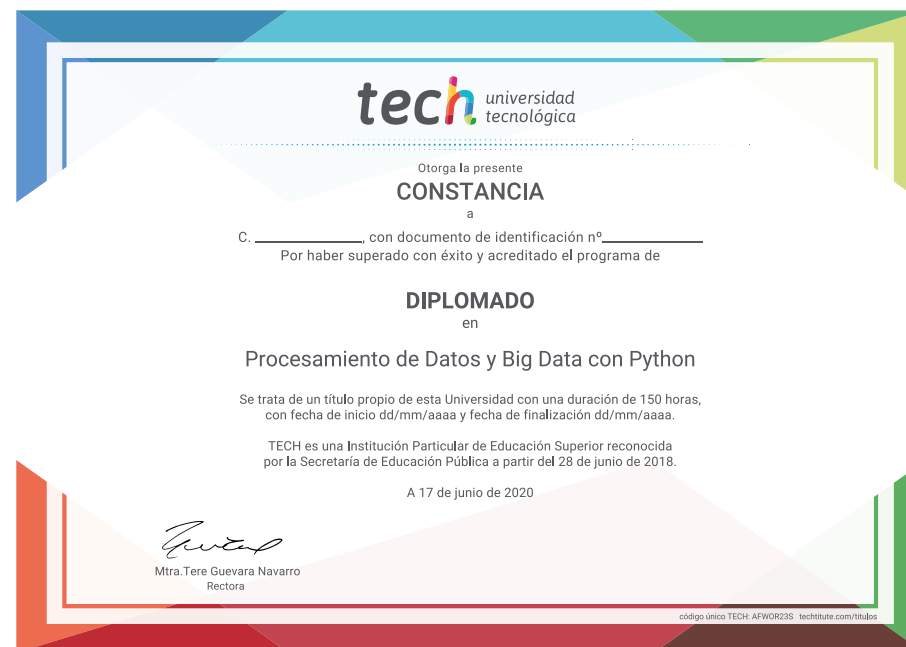 tech universidad
tecnológica
Otorga la presente
CONSTANCIA
a
C. ____________, con documento de identificación nº____________
Por haber superado con éxito y acreditado el programa de
DIPLOMADO
en
Procesamiento de Datos y Big Data con Python
Se trata de un título propio de esta Universidad con una duración de 150 horas,
con fecha de inicio dd/mm/aaaa y fecha de finalización dd/mm/aaaa.
TECH es una Institución Particular de Educación Superior reconocida
por la Secretaría de Educación Pública a partir del 28 de junio de 2018.
A 17 de junio de 2020
Mtra.Tere Guevara Navarro
Rectora
código único TECH: AFWOR23S techtitute.com/titulos